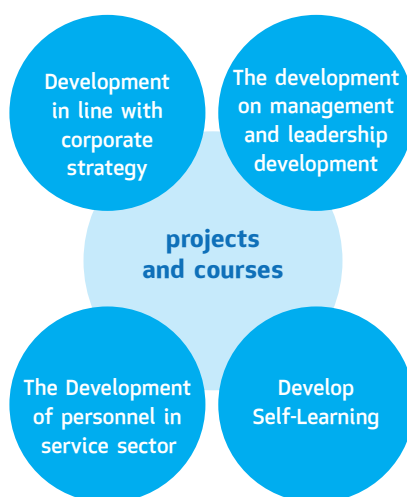 Development
in line with
corporate
strategy
The development
on management
and leadership
development
projects
and courses
The Development
of personnel in
service sector
Develop
Self-Learning